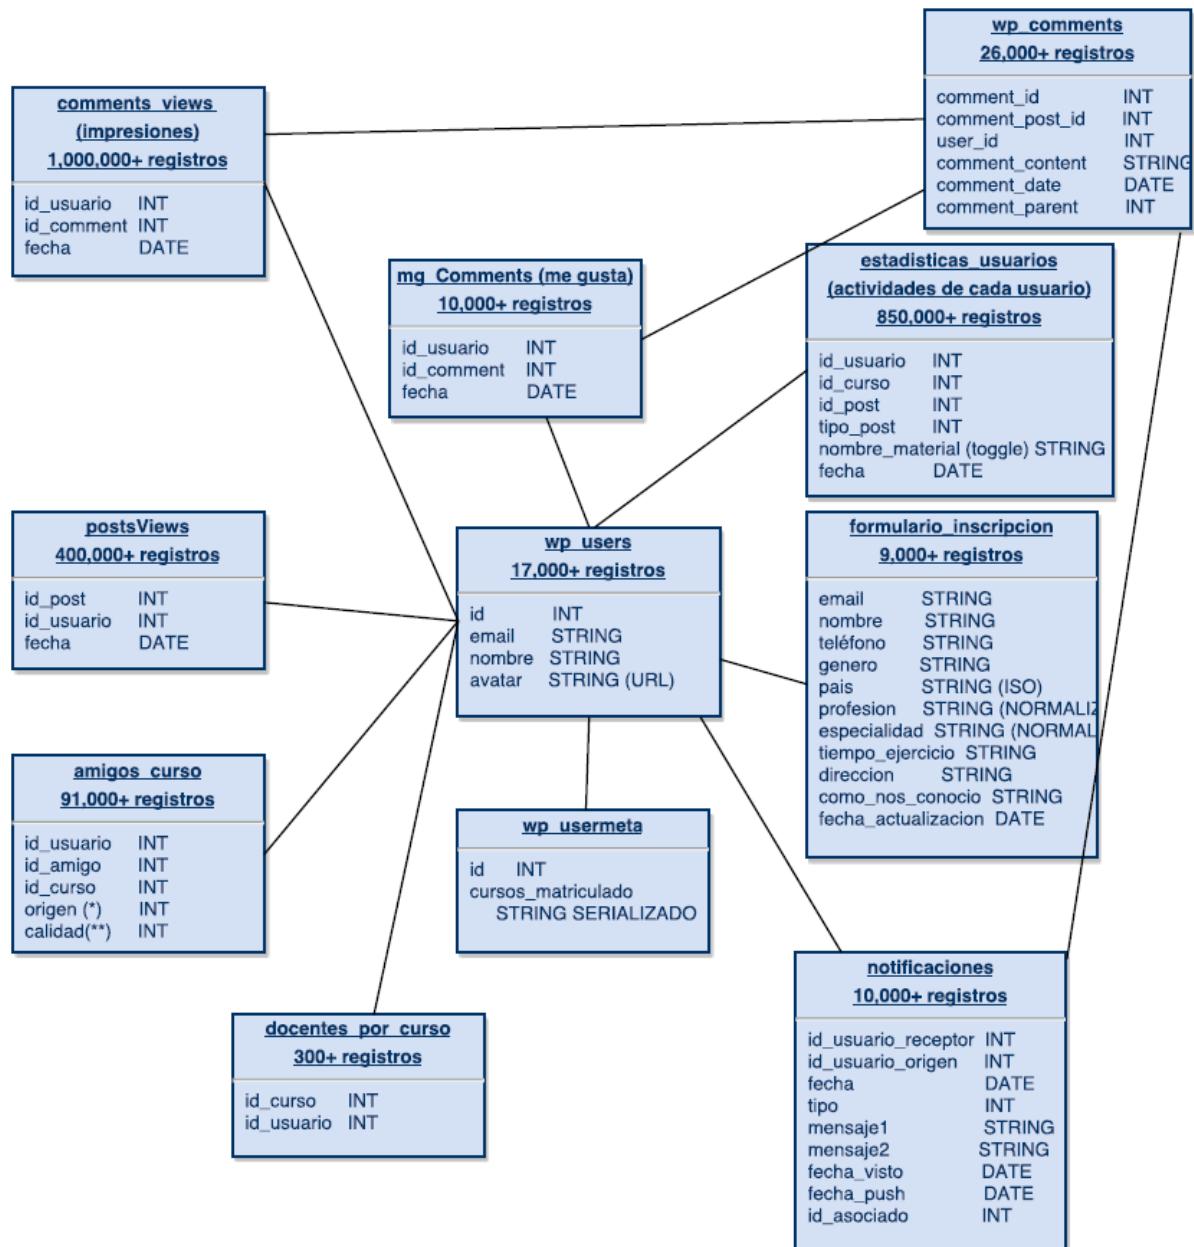 wp_comments
26,000+ registros
comment_id INT
comment_post_id INT
user_id INT
comment_content STRING
comment_date DATE
comment_parent INT
comments_views
(impresiones)
1,000,000+ registros
id_usuario INT
id_comment INT
fecha DATE
mg_Comments (me gusta)
10,000+ registros
id_usuario INT
id_comment INT
fecha DATE
estadisticas_usuarios
(actividades de cada usuario)
850,000+ registros
id_usuario INT
id_curso INT
id_post INT
tipo_post INT
nombre_material (toggle) STRING
fecha DATE
postsViews
400,000+ registros
id_post INT
id_usuario INT
fecha DATE
wp_users
17,000+ registros
id INT
email STRING
nombre STRING
avatar STRING (URL)
formulario_inscripcion
9,000+ registros
email STRING
nombre STRING
teléfono STRING
genero STRING
pais STRING (ISO)
profesion STRING (NORMALIZ
especialidad STRING (NORMAL
tiempo_ejercicio STRING
direccion STRING
como_nos_conocio STRING
fecha_actualizacion DATE
amigos_curso
91,000+ registros
id_usuario INT
id_amigo INT
id_curso INT
origen (*) INT
calidad(**) INT
wp_usermeta
id INT
cursos_matriculado
STRING SERIALIZADO
docentes_por_curso
300+ registros
id_curso INT
id_usuario INT
notificaciones
10,000+ registros
id_usuario_receptor INT
id_usuario_origen INT
fecha DATE
tipo INT
mensaje1 STRING
mensaje2 STRING
fecha_visto DATE
fecha_push DATE
id_asociado INT